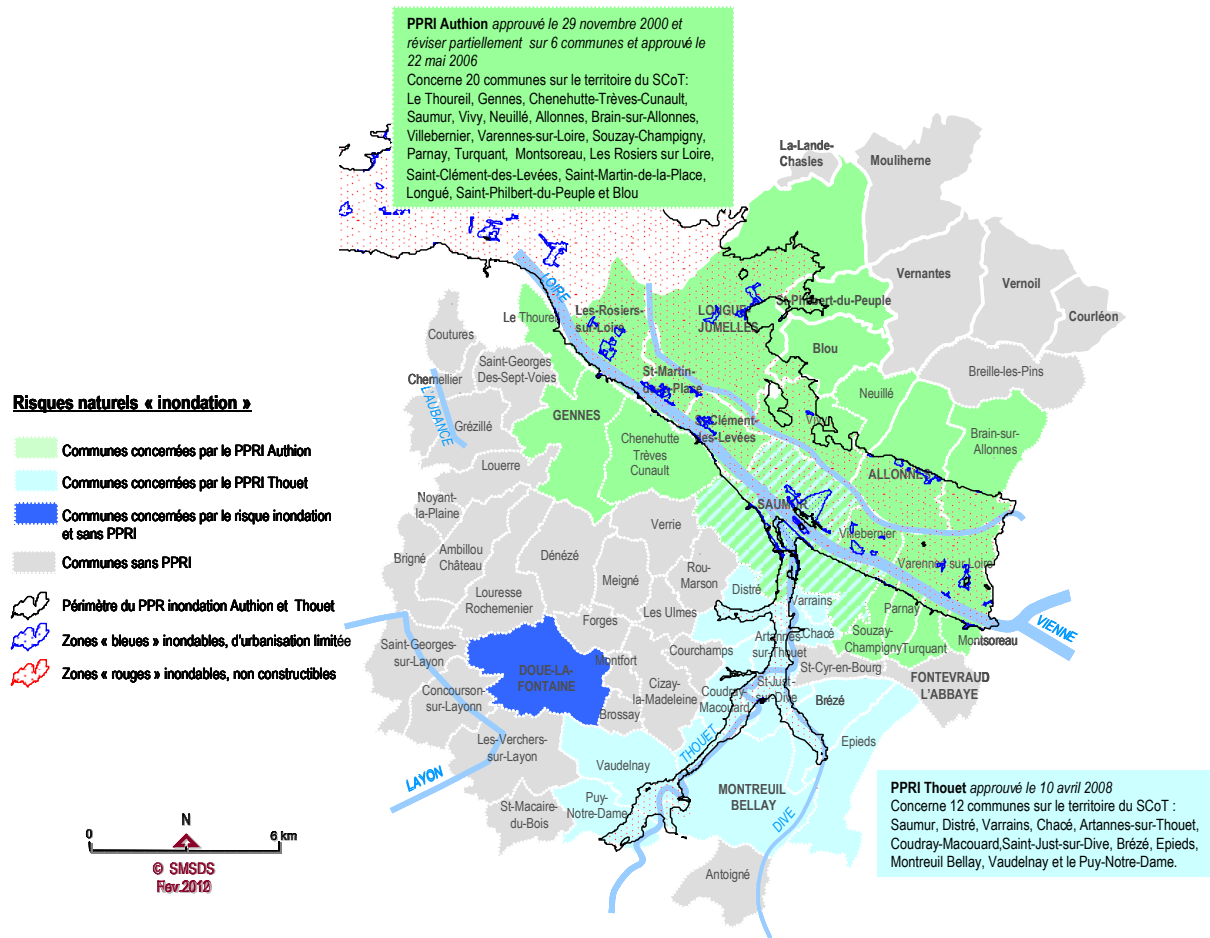 PPRI Authion approuvé le 29 novembre 2000 et
réviser partiellement sur 6 communes et approuvé le
22 mai 2006
Concerne 20 communes sur le territoire du SCoT:
Le Thoureil, Gennes, Chenehutte-Trèves-Cunault,
Saumur, Vivy, Neuillé, Allonnes, Brain-sur-Allonnes,
Villebernier, Varennes-sur-Loire, Souzay-Champigny,
Parnay, Turquant, Montsoreau, Les Rosiers sur Loire,
Saint-Clément-des-Levées, Saint-Martin-de-la-Place,
Longué, Saint-Philbert-du-Peuple et Blou
La-Lande-
Chasles
Mouliherne
Vernantes
Vernoil
Courléon
Breille-les-Pins
St-Philbert-du-Peuple
LONGUE
JUMELLES
Blou
Neuillé
Brain-sur-
Allonnes
LOIRE
Le Thoureil
Les-Rosiers-
sur-Loire
St-Martin-
de-la-Place
St-Clément
des-Levées
Vivy
ALLONNES
Coutures
Saint-Georges
Des-Sept-Voies
Chemellier
L'AUBANCE
Grézillé
GENNES
Chenehutte
Trèves
Cunault
Louerre
Noyant-
la-Plaine
SAUMUR
Villebernier
Varennes-sur-Loire
Verrie
Brigné
Ambillou
Château
Dénézé
Meigné
Rou-
Marson
Distré
Louresse
Rochemenier
Les Ulmes
Forges
Varrains
Chacé
Parnay
Souzay-
Champigny
Turquant
Montsoreau
VIENNE
Saint-Georges-
sur-Layon
Artannes-
sur-Thouet
Courchamps
Montfort
St-Cyr-en-Bourg
FONTEVRAUD
L'ABBAYE
DOUE-LA-
FONTAINE
Concourson-
sur-Layonn
Cizay-
la-Madeleine
Coudray-
Macouard
St-Just-
sur-Dive
Brézé
Brossay
Epieds
Les-Verchers-
sur-Layon
THOUET
Vaudelnay
LAYON
MONTREUIL
BELLAY
DIVE
St-Macaire-
du-Bois
Puy-
Notre-Dame
Antoigné
Risques naturels « inondation »
Communes concernées par le PPRI Authion
Communes concernées par le PPRI Thouet
Communes concernées par le risque inondation
et sans PPRI
Communes sans PPRI
Périmètre du PPR inondation Authion et Thouet
Zones « bleues » inondables, d'urbanisation limitée
Zones « rouges » inondables, non constructibles
PPRI Thouet approuvé le 10 avril 2008
Concerne 12 communes sur le territoire du SCoT :
Saumur, Distré, Varrains, Chacé, Artannes-sur-Thouet,
Coudray-Macouard,Saint-Just-sur-Dive, Brézé, Epieds,
Montreuil Bellay, Vaudelnay et le Puy-Notre-Dame.
N
0
6 km
© SMSDS